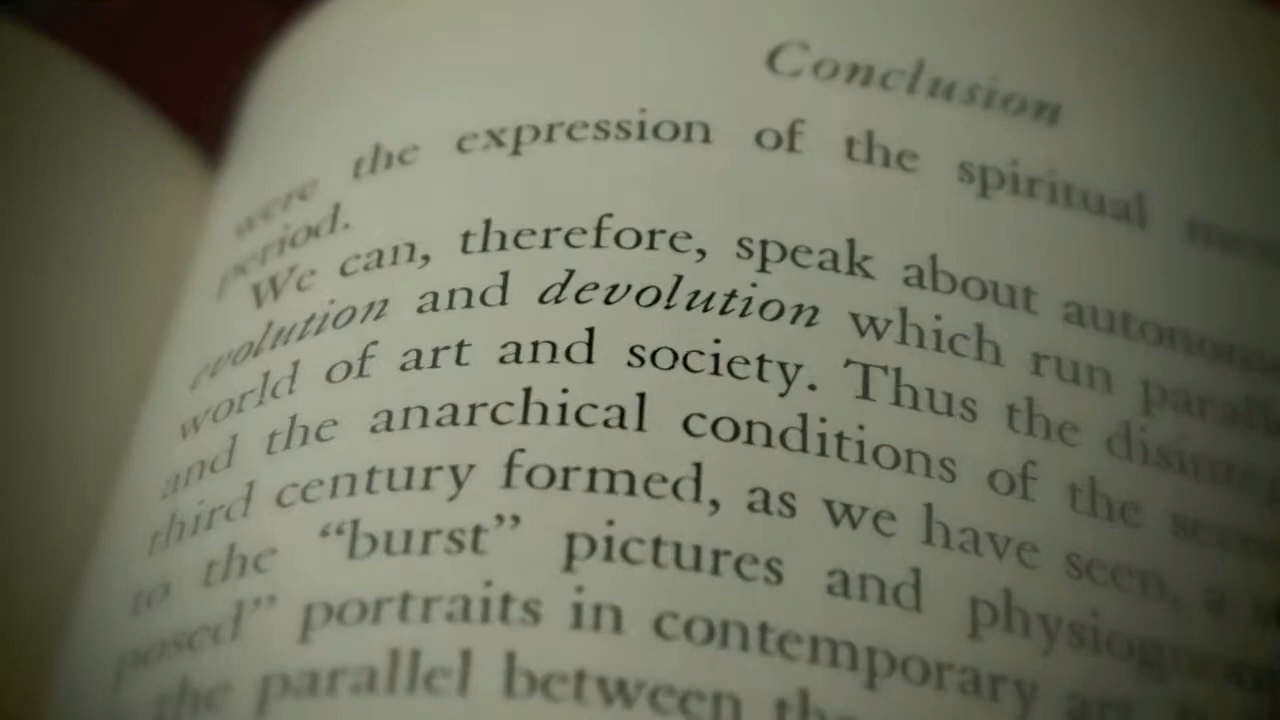 Conclusion
were the expression of the spiritual
period.
We can, therefore, speak about
evolution and devolution which run
world of art and society. Thus the
and the anarchical conditions of the
third century formed, as we have seen, a
to the “burst” pictures and
posed” portraits in contemporary
the parallel between